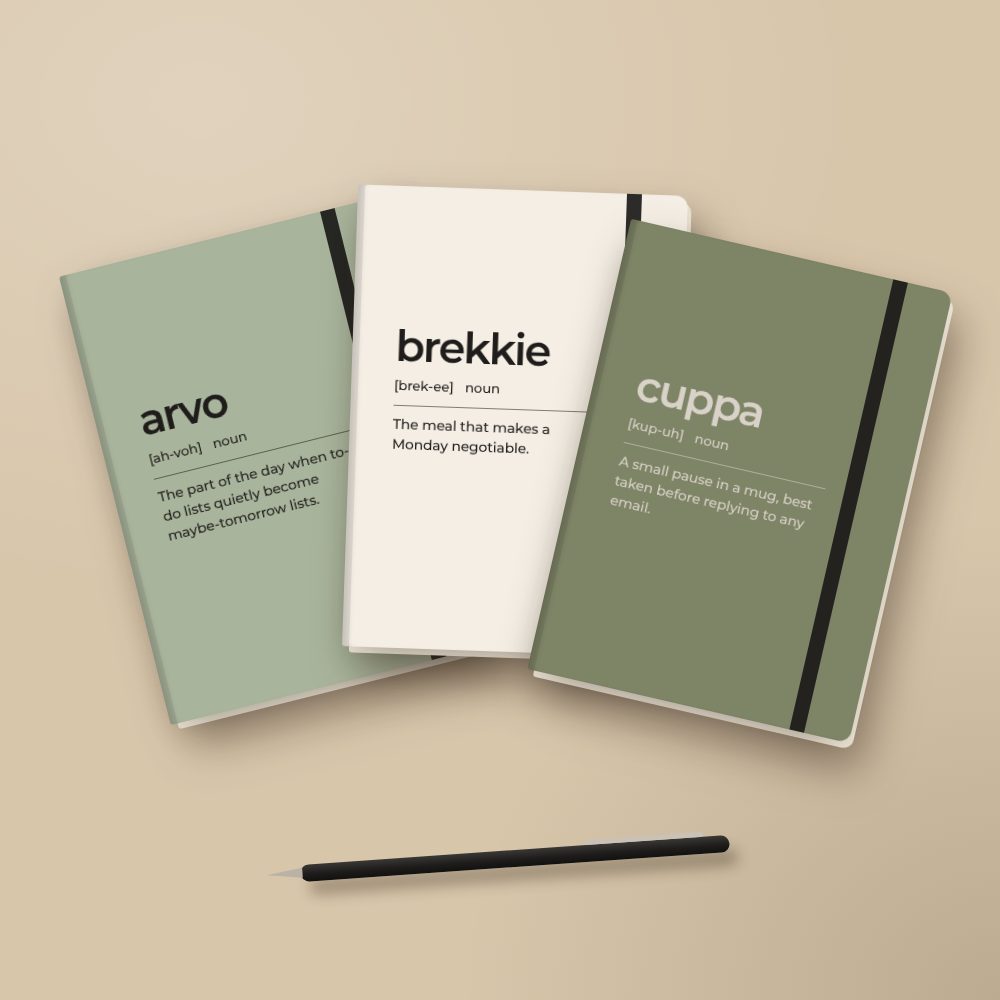 arvo
[ah-voh] noun
The part of the day when to-
do lists quietly become
maybe-tomorrow lists.
brekkie
[brek-ee] noun
The meal that makes a
Monday negotiable.
cuppa
[kup-uh] noun
A small pause in a mug, best
taken before replying to any
email.